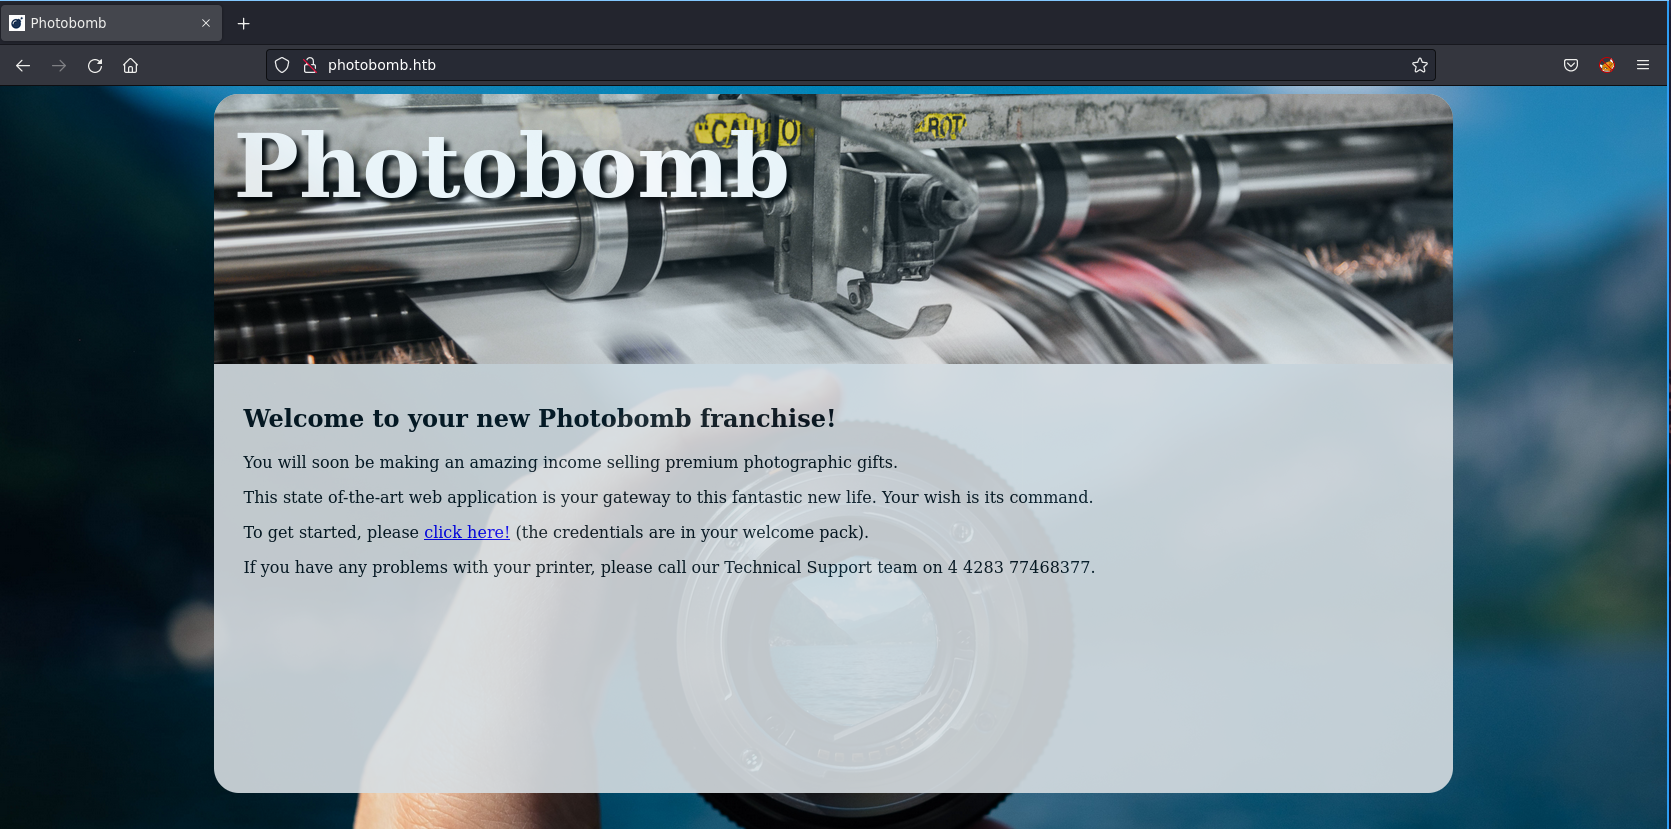 Photobomb
photobomb.htb
Photobomb
Welcome to your new Photobomb franchise!
You will soon be making an amazing income selling premium photographic gifts.
This state of-the-art web application is your gateway to this fantastic new life. Your wish is its command.
To get started, please click here! (the credentials are in your welcome pack).
If you have any problems with your printer, please call our Technical Support team on 4 4283 77468377.